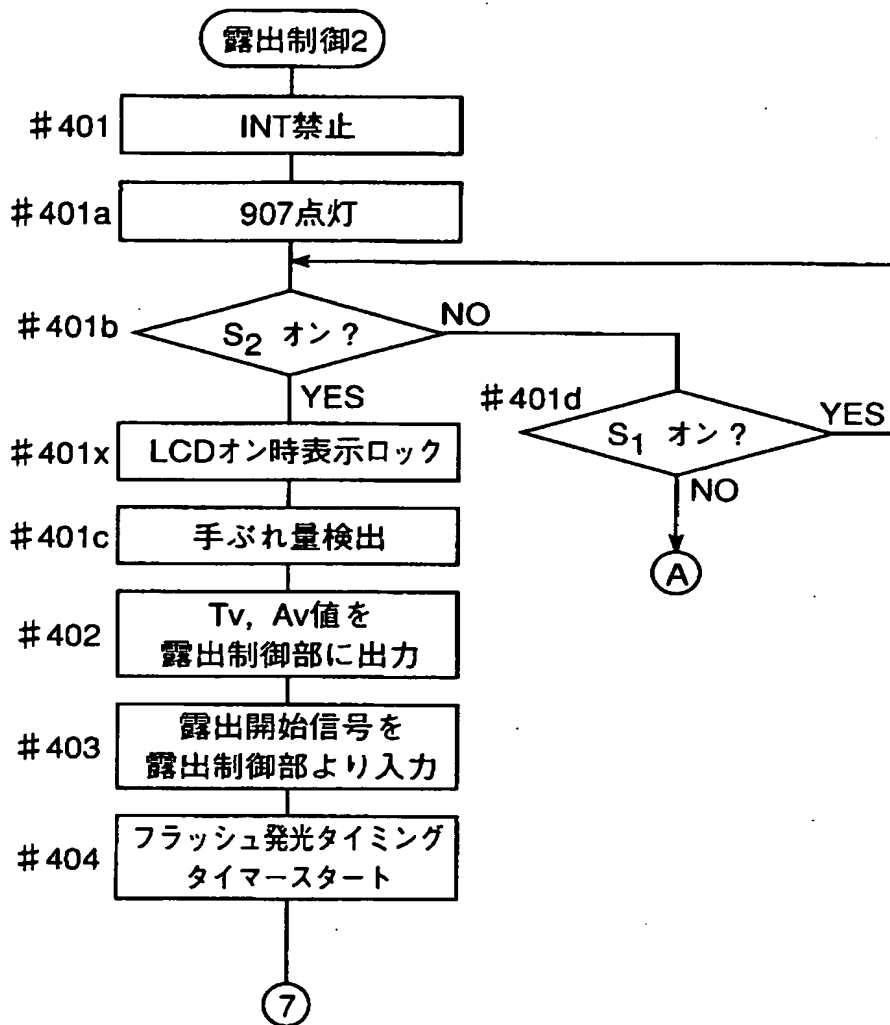 露出制御2
#401
INT禁止
#401a
907点灯
#401b
S2 オン?
NO
YES
#401d
S1 オン?
YES
NO
A
#401x
LCDオン時表示ロック
#401c
手ぶれ量検出
#402
Tv, Av値を
露出制御部に出力
#403
露出開始信号を
露出制御部より入力
#404
フラッシュ発光タイミング
タイマースタート
7